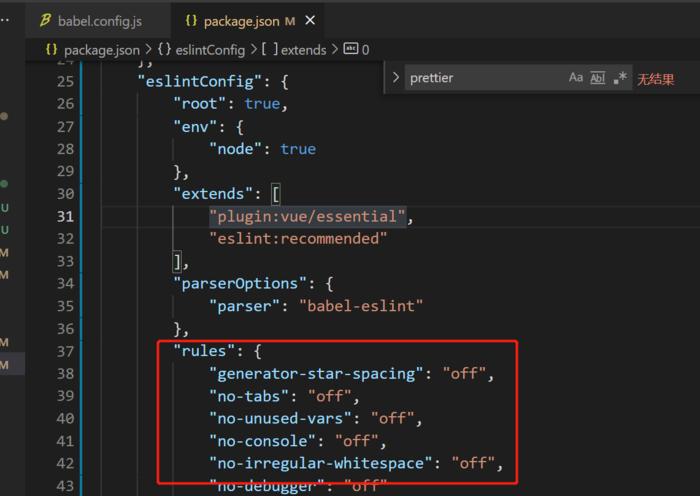 babel.config.js
package.json M
package.json > eslintConfig > extends > 0
prettier
Aa Abl .* 无结果
24 },
25 "eslintConfig": {
26 "root": true,
27 "env": {
28 "node": true
29 },
30 "extends": [
31 "plugin:vue/essential",
32 "eslint:recommended"
33 ],
34 "parserOptions": {
35 "parser": "babel-eslint"
36 },
37 "rules": {
38 "generator-star-spacing": "off",
39 "no-tabs": "off",
40 "no-unused-vars": "off",
41 "no-console": "off",
42 "no-irregular-whitespace": "off",
43 "no-debugger": "off"
U
U
M
M
M
M